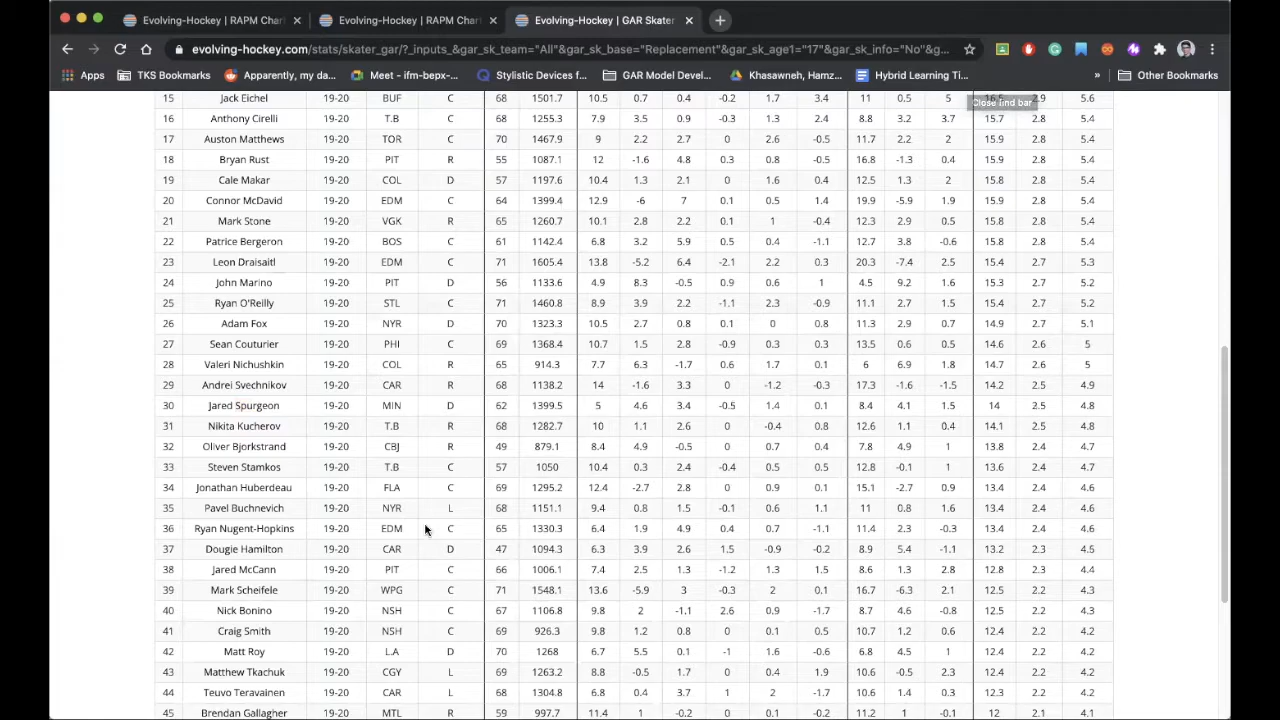 Evolving-Hockey | RAPM Chart × Evolving-Hockey | RAPM Chart × Evolving-Hockey | GAR Skater × +
evolving-hockey.com/stats/skater_gar/?_inputs_&gar_sk_team="All"&gar_sk_base="Replacement"&gar_sk_age1="17"&gar_sk_info="No"&g...
Apps TKS Bookmarks Apparently, my da... Meet - ifm-bepx-... Stylistic Devices f... GAR Model Devel... Khasawneh, Hamz... Hybrid Learning Ti... » Other Bookmarks
15 Jack Eichel 19-20 BUF C 68 1501.7 10.5 0.7 0.4 -0.2 1.7 3.4 11 0.5 5 16.5 2.9 5.6
Close find bar
16 Anthony Cirelli 19-20 T.B C 68 1255.3 7.9 3.5 0.9 -0.3 1.3 2.4 8.8 3.2 3.7 15.7 2.8 5.4
17 Auston Matthews 19-20 TOR C 70 1467.9 9 2.2 2.7 0 2.6 -0.5 11.7 2.2 2 15.9 2.8 5.4
18 Bryan Rust 19-20 PIT R 55 1087.1 12 -1.6 4.8 0.3 0.8 -0.5 16.8 -1.3 0.4 15.9 2.8 5.4
19 Cale Makar 19-20 COL D 57 1197.6 10.4 1.3 2.1 0 1.6 0.4 12.5 1.3 2 15.8 2.8 5.4
20 Connor McDavid 19-20 EDM C 64 1399.4 12.9 -6 7 0.1 0.5 1.4 19.9 -5.9 1.9 15.8 2.8 5.4
21 Mark Stone 19-20 VGK R 65 1260.7 10.1 2.8 2.2 0.1 1 -0.4 12.3 2.9 0.5 15.8 2.8 5.4
22 Patrice Bergeron 19-20 BOS C 61 1142.4 6.8 3.2 5.9 0.5 0.4 -1.1 12.7 3.8 -0.6 15.8 2.8 5.4
23 Leon Draisaitl 19-20 EDM C 71 1605.4 13.8 -5.2 6.4 -2.1 2.2 0.3 20.3 -7.4 2.5 15.4 2.7 5.3
24 John Marino 19-20 PIT D 56 1133.6 4.9 8.3 -0.5 0.9 0.6 1 4.5 9.2 1.6 15.3 2.7 5.2
25 Ryan O'Reilly 19-20 STL C 71 1460.8 8.9 3.9 2.2 -1.1 2.3 -0.9 11.1 2.7 1.5 15.4 2.7 5.2
26 Adam Fox 19-20 NYR D 70 1323.3 10.5 2.7 0.8 0.1 0 0.8 11.3 2.9 0.7 14.9 2.7 5.1
27 Sean Couturier 19-20 PHI C 69 1368.4 10.7 1.5 2.8 -0.9 0.3 0.3 13.5 0.6 0.5 14.6 2.6 5
28 Valeri Nichushkin 19-20 COL R 65 914.3 7.7 6.3 -1.7 0.6 1.7 0.1 6 6.9 1.8 14.7 2.6 5
29 Andrei Svechnikov 19-20 CAR R 68 1138.2 14 -1.6 3.3 0 -1.2 -0.3 17.3 -1.6 -1.5 14.2 2.5 4.9
30 Jared Spurgeon 19-20 MIN D 62 1399.5 5 4.6 3.4 -0.5 1.4 0.1 8.4 4.1 1.5 14 2.5 4.8
31 Nikita Kucherov 19-20 T.B R 68 1282.7 10 1.1 2.6 0 -0.4 0.8 12.6 1.1 0.4 14.1 2.5 4.8
32 Oliver Bjorkstrand 19-20 CBJ R 49 879.1 8.4 4.9 -0.5 0 0.7 0.4 7.8 4.9 1 13.8 2.4 4.7
33 Steven Stamkos 19-20 T.B C 57 1050 10.4 0.3 2.4 -0.4 0.5 0.5 12.8 -0.1 1 13.6 2.4 4.7
34 Jonathan Huberdeau 19-20 FLA C 69 1295.2 12.4 -2.7 2.8 0 0.9 0.1 15.1 -2.7 0.9 13.4 2.4 4.6
35 Pavel Buchnevich 19-20 NYR L 68 1151.1 9.4 0.8 1.5 -0.1 0.6 1.1 11 0.8 1.6 13.4 2.4 4.6
36 Ryan Nugent-Hopkins 19-20 EDM C 65 1330.3 6.4 1.9 4.9 0.4 0.7 -1.1 11.4 2.3 -0.3 13.4 2.4 4.6
37 Dougie Hamilton 19-20 CAR D 47 1094.3 6.3 3.9 2.6 1.5 -0.9 -0.2 8.9 5.4 -1.1 13.2 2.3 4.5
38 Jared McCann 19-20 PIT C 66 1006.1 7.4 2.5 1.3 -1.2 1.3 1.5 8.6 1.3 2.8 12.8 2.3 4.4
39 Mark Scheifele 19-20 WPG C 71 1548.1 13.6 -5.9 3 -0.3 2 0.1 16.7 -6.3 2.1 12.5 2.2 4.3
40 Nick Bonino 19-20 NSH C 67 1106.8 9.8 2 -1.1 2.6 0.9 -1.7 8.7 4.6 -0.8 12.5 2.2 4.3
41 Craig Smith 19-20 NSH C 69 926.3 9.8 1.2 0.8 0 0.1 0.5 10.7 1.2 0.6 12.4 2.2 4.2
42 Matt Roy 19-20 L.A D 70 1268 6.7 5.5 0.1 -1 1.6 -0.6 6.8 4.5 1 12.4 2.2 4.2
43 Matthew Tkachuk 19-20 CGY L 69 1263.2 8.8 -0.5 1.7 0 0.4 1.9 10.6 -0.5 2.3 12.4 2.2 4.2
44 Teuvo Teravainen 19-20 CAR L 68 1304.8 6.8 0.4 3.7 1 2 -1.7 10.6 1.4 0.3 12.3 2.2 4.2
45 Brendan Gallagher 19-20 MTL R 59 997.7 11.4 1 -0.2 0 0.1 -0.2 11.2 1 -0.1 12 2.1 4.1